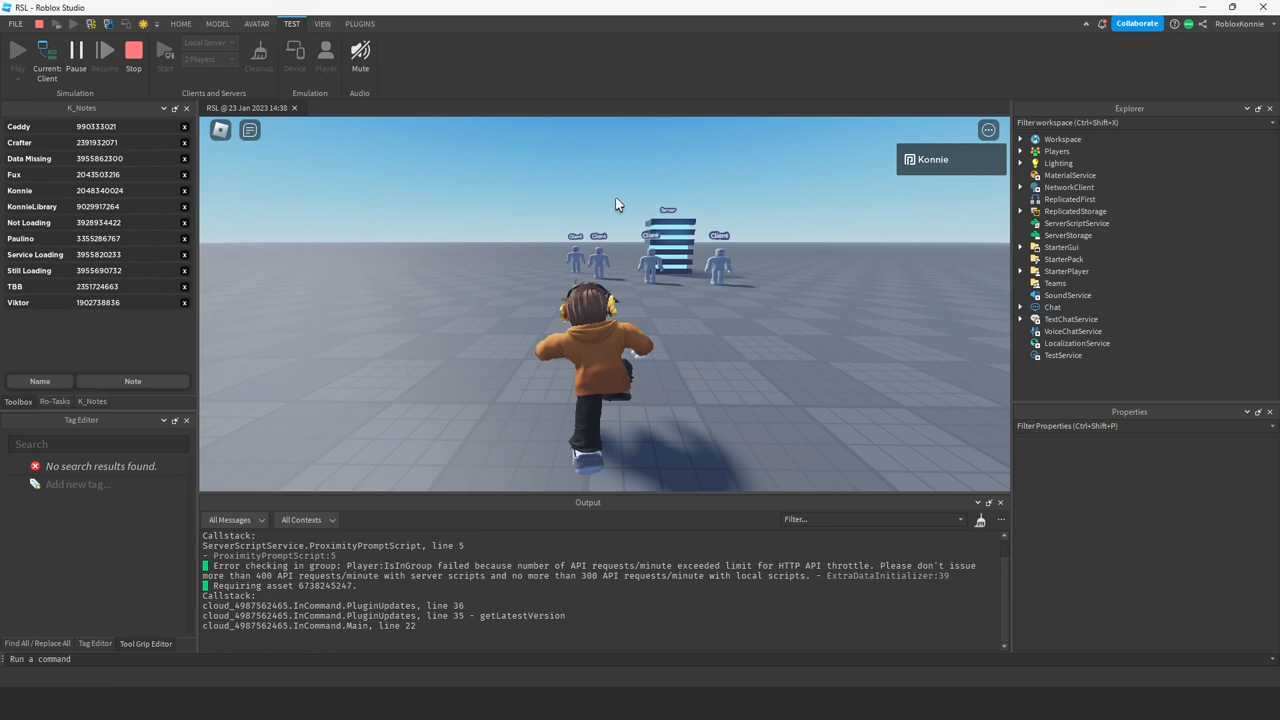 RSL - Roblox Studio
FILE HOME MODEL AVATAR TEST VIEW PLUGINS
Collaborate RobloxKonnie
Play Current: Client Pause Resume Stop
Simulation
Start Local Server 2 Players Cleanup
Clients and Servers
Device Player
Emulation
Mute
Audio
K_Notes
Ceddy 990333021 x
Crafter 2391932071 x
Data Missing 3955862300 x
Fux 2043503216 x
Konnie 2048340024 x
KonnieLibrary 9029917264 x
Not Loading 3928934422 x
Paulino 3355286767 x
Service Loading 3955820233 x
Still Loading 3955690732 x
TBB 2351724663 x
Viktor 1902738836 x
Name Note
Toolbox Ro-Tasks K_Notes
Tag Editor
Search
No search results found.
Add new tag...
Find All / Replace All Tag Editor Tool Grip Editor
Run a command
RSL @ 23 Jan 2023 14:38
Konnie
Server
Client Client Client Client
Output
All Messages All Contexts Filter...
Callstack:
ServerScriptService.ProximityPromptScript, line 5
- ProximityPromptScript:5
Error checking in group: Player:IsInGroup failed because number of API requests/minute exceeded limit for HTTP API throttle. Please don't issue
more than 400 API requests/minute with server scripts and no more than 300 API requests/minute with local scripts. - ExtraDataInitializer:39
Requiring asset 6738245247.
Callstack:
cloud_4987562465.InCommand.PluginUpdates, line 36
cloud_4987562465.InCommand.PluginUpdates, line 35 - getLatestVersion
cloud_4987562465.InCommand.Main, line 22
Explorer
Filter workspace (Ctrl+Shift+X)
Workspace
Players
Lighting
MaterialService
NetworkClient
ReplicatedFirst
ReplicatedStorage
ServerScriptService
ServerStorage
StarterGui
StarterPack
StarterPlayer
Teams
SoundService
Chat
TextChatService
VoiceChatService
LocalizationService
TestService
Properties
Filter Properties (Ctrl+Shift+P)